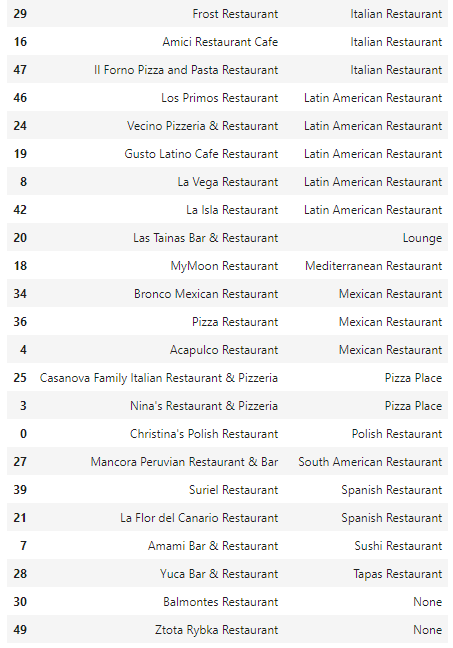 29 Frost Restaurant Italian Restaurant
16 Amici Restaurant Cafe Italian Restaurant
47 Il Forno Pizza and Pasta Restaurant Italian Restaurant
46 Los Primos Restaurant Latin American Restaurant
24 Vecino Pizzeria & Restaurant Latin American Restaurant
19 Gusto Latino Cafe Restaurant Latin American Restaurant
8 La Vega Restaurant Latin American Restaurant
42 La Isla Restaurant Latin American Restaurant
20 Las Tainas Bar & Restaurant Lounge
18 MyMoon Restaurant Mediterranean Restaurant
34 Bronco Mexican Restaurant Mexican Restaurant
36 Pizza Restaurant Mexican Restaurant
4 Acapulco Restaurant Mexican Restaurant
25 Casanova Family Italian Restaurant & Pizzeria Pizza Place
3 Nina's Restaurant & Pizzeria Pizza Place
0 Christina's Polish Restaurant Polish Restaurant
27 Mancora Peruvian Restaurant & Bar South American Restaurant
39 Suriel Restaurant Spanish Restaurant
21 La Flor del Canario Restaurant Spanish Restaurant
7 Amami Bar & Restaurant Sushi Restaurant
28 Yuca Bar & Restaurant Tapas Restaurant
30 Balmontes Restaurant None
49 Ztota Rybka Restaurant None